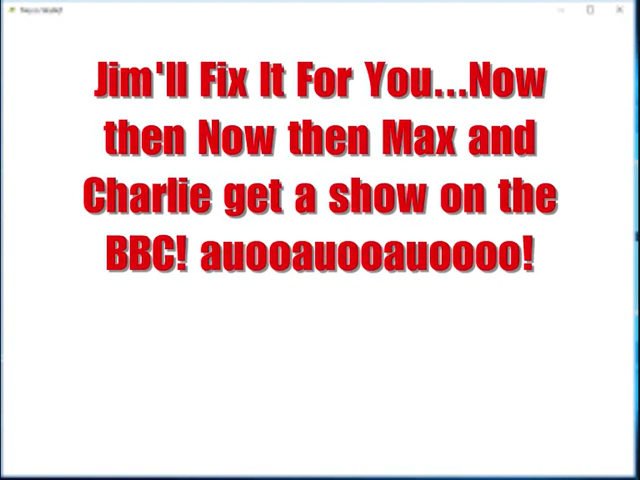 Jim'll Fix It For You...Now
then Now then Max and
Charlie get a show on the
BBC! auooauooauoooo!